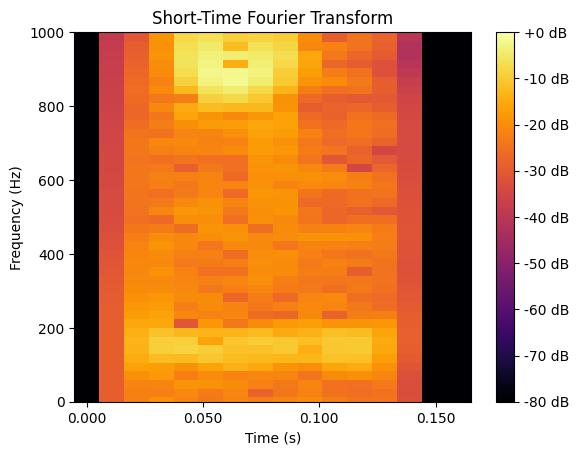 Short-Time Fourier Transform
1000
800
600
400
200
0
Frequency (Hz)
0.000
0.050
0.100
0.150
Time (s)
+0 dB
-10 dB
-20 dB
-30 dB
-40 dB
-50 dB
-60 dB
-70 dB
-80 dB